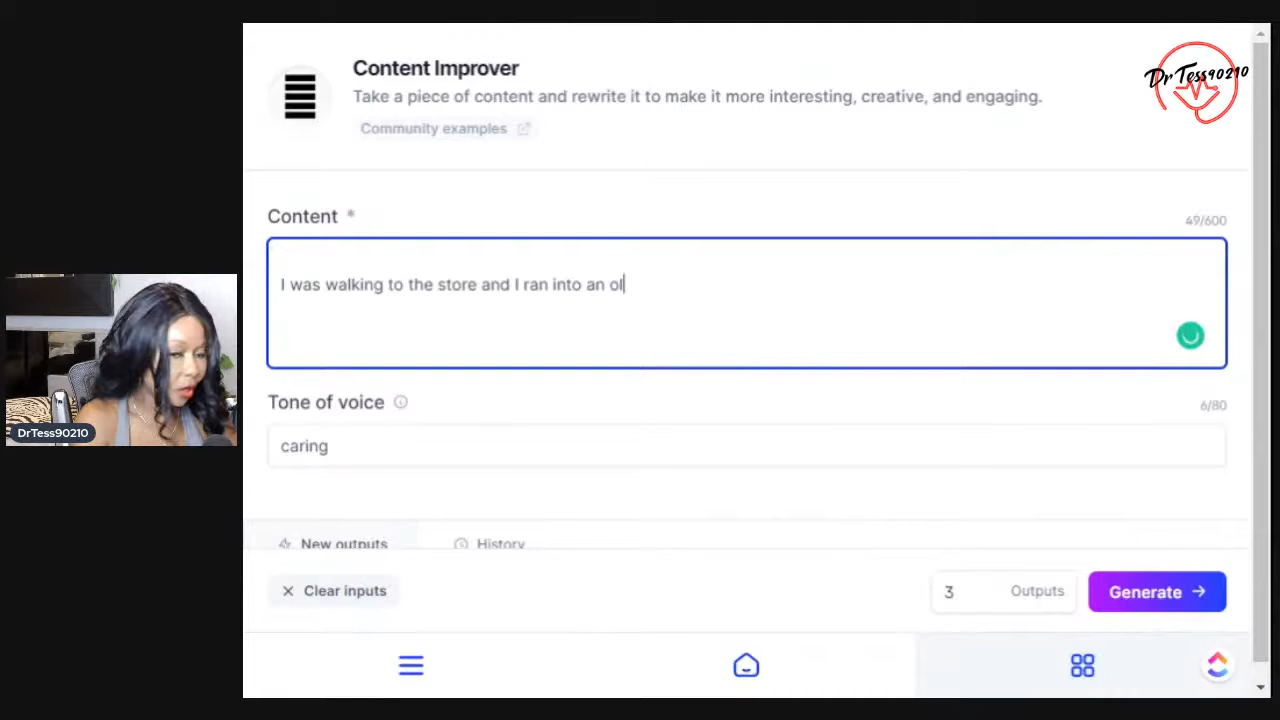 Content Improver
DrTess90210
Take a piece of content and rewrite it to make it more interesting, creative, and engaging.
Community examples
Content *
49/600
I was walking to the store and I ran into an ol
Tone of voice
6/80
caring
DrTess90210
New outputs
History
Clear inputs
3
Outputs
Generate